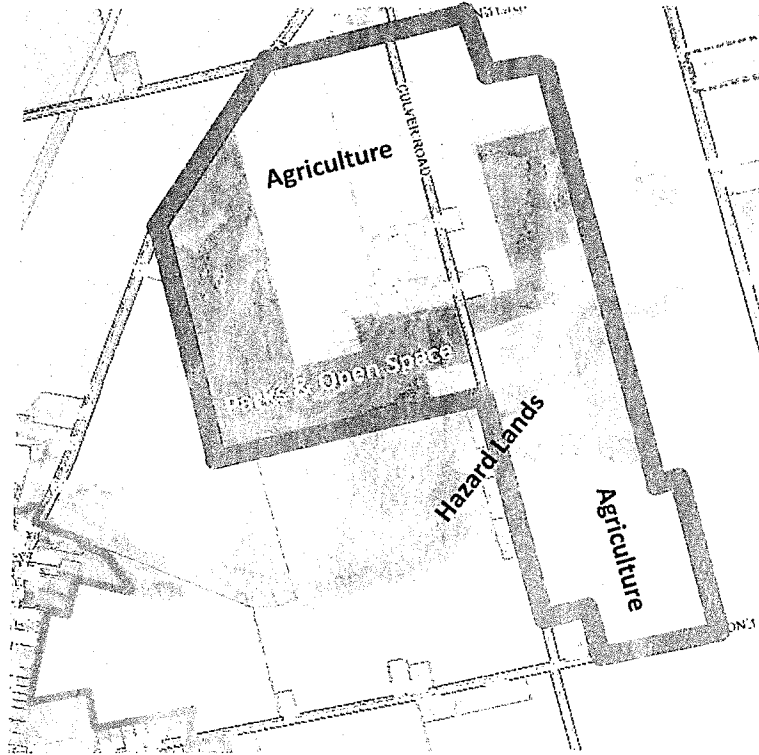 Agriculture
CULVER ROAD
Parks & Open Space
Hazard Lands
Agriculture